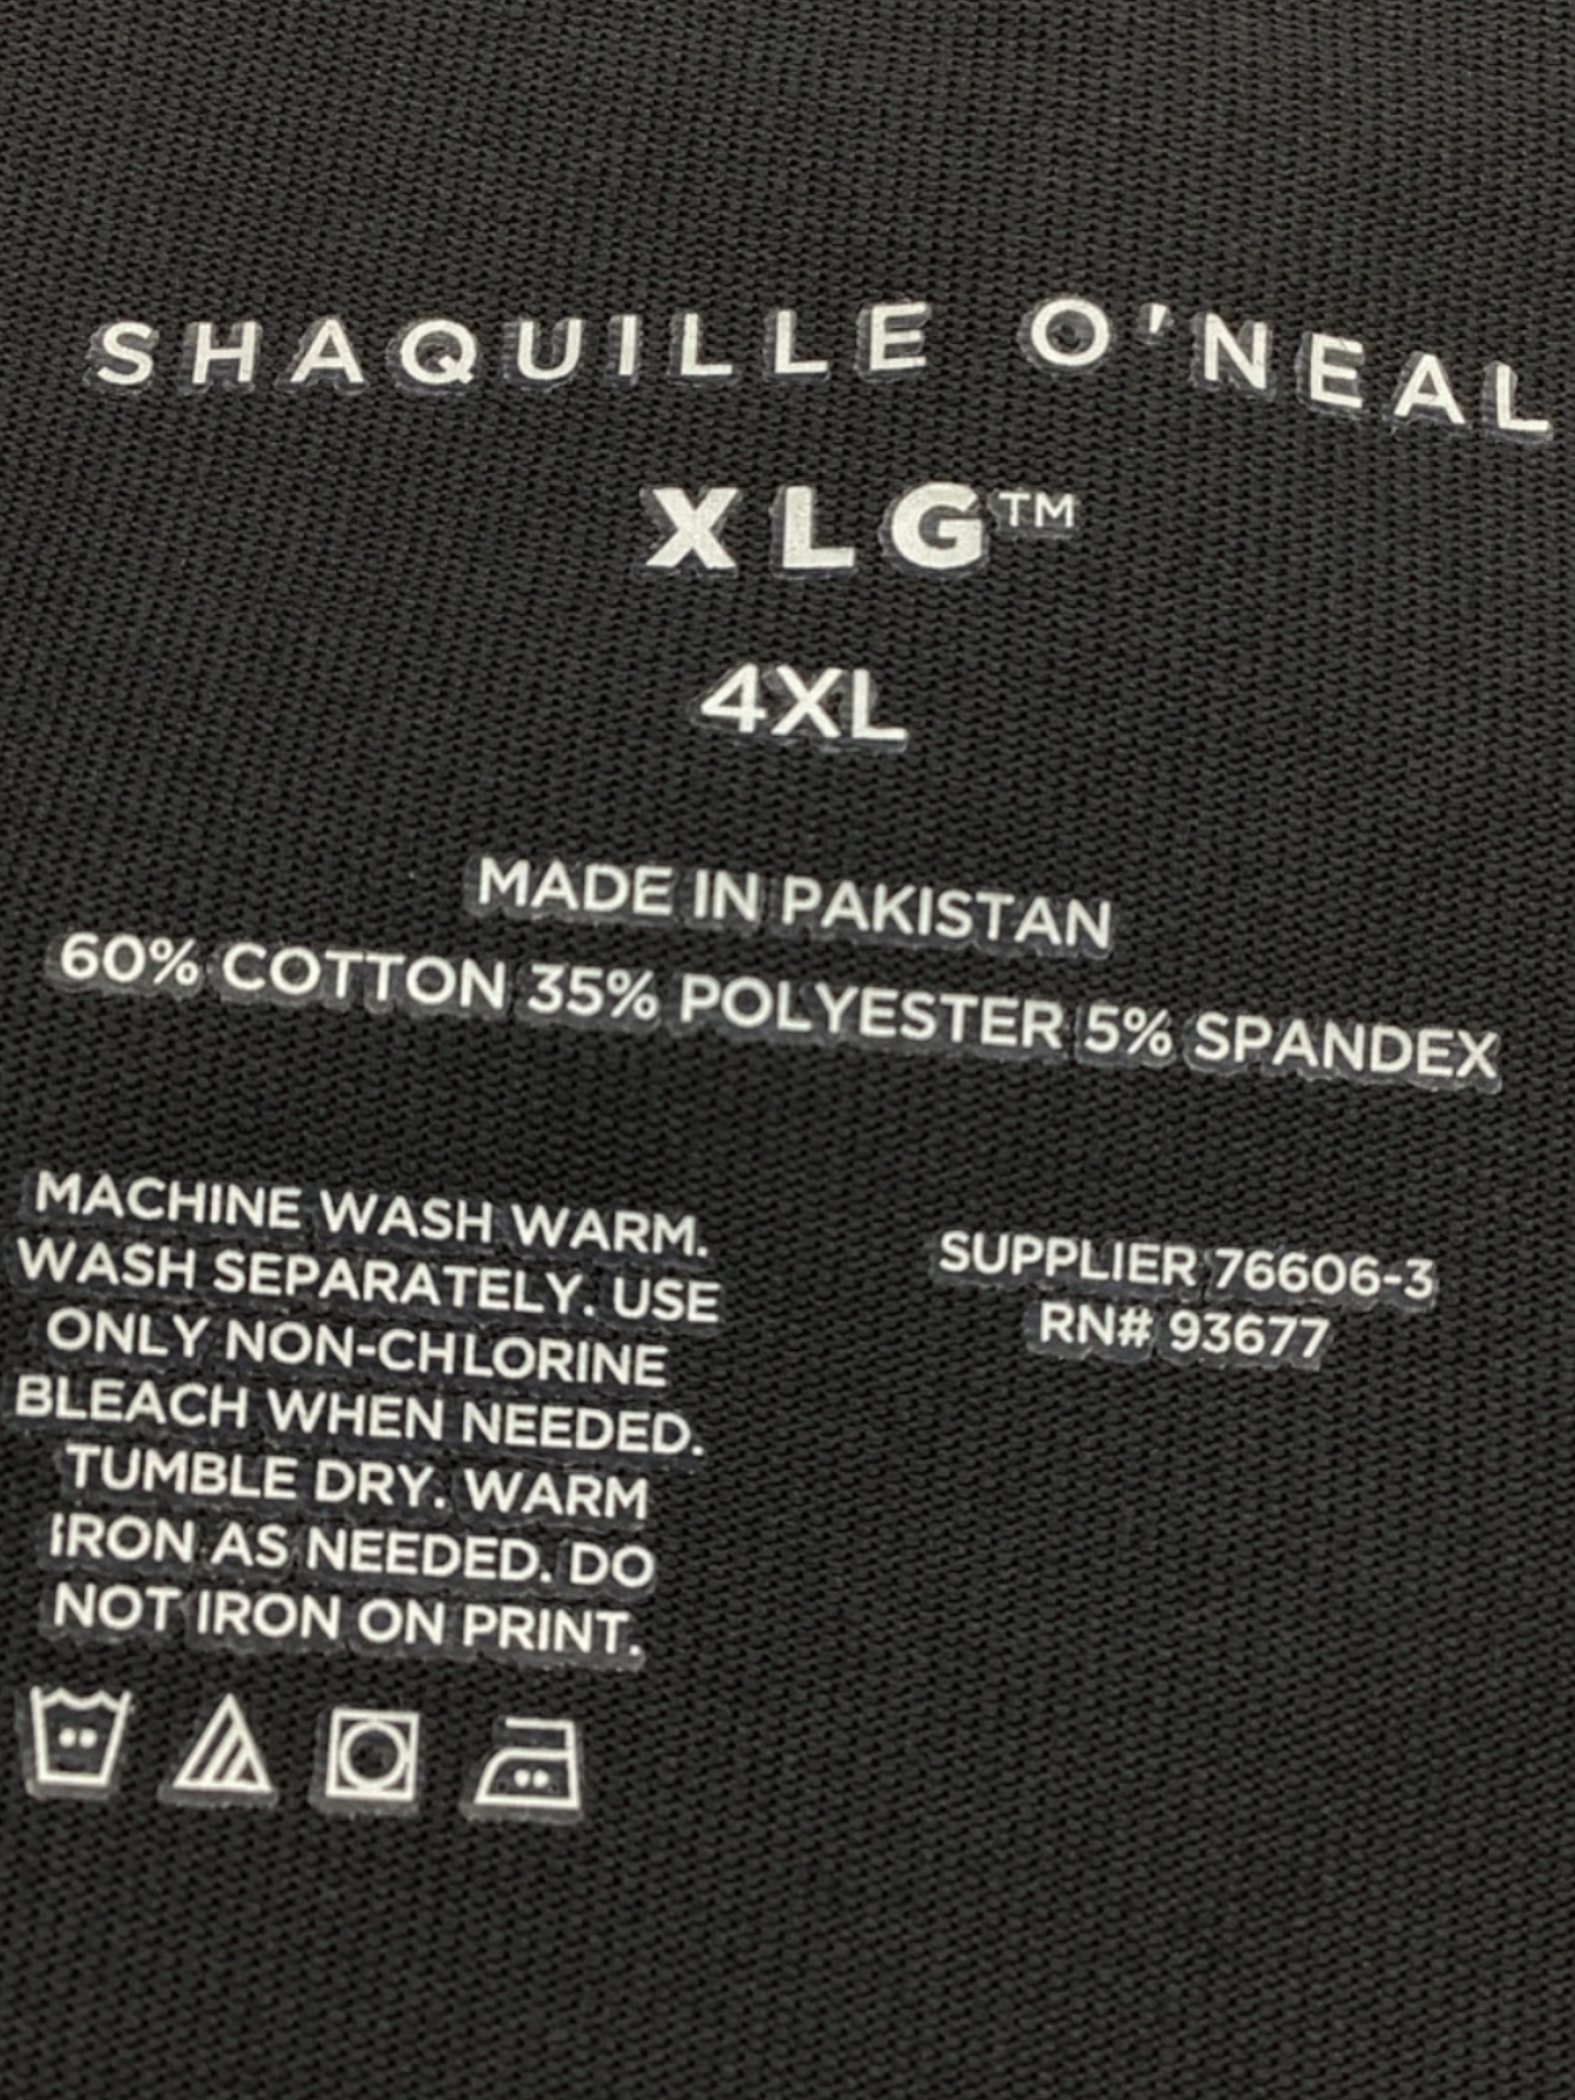 SHAQUILLE O'NEAL
XLG™
4XL
MADE IN PAKISTAN
60% COTTON 35% POLYESTER 5% SPANDEX
MACHINE WASH WARM.
WASH SEPARATELY. USE
ONLY NON-CHLORINE
BLEACH WHEN NEEDED.
TUMBLE DRY. WARM
IRON AS NEEDED. DO
NOT IRON ON PRINT.
SUPPLIER 76606-3
RN# 93677